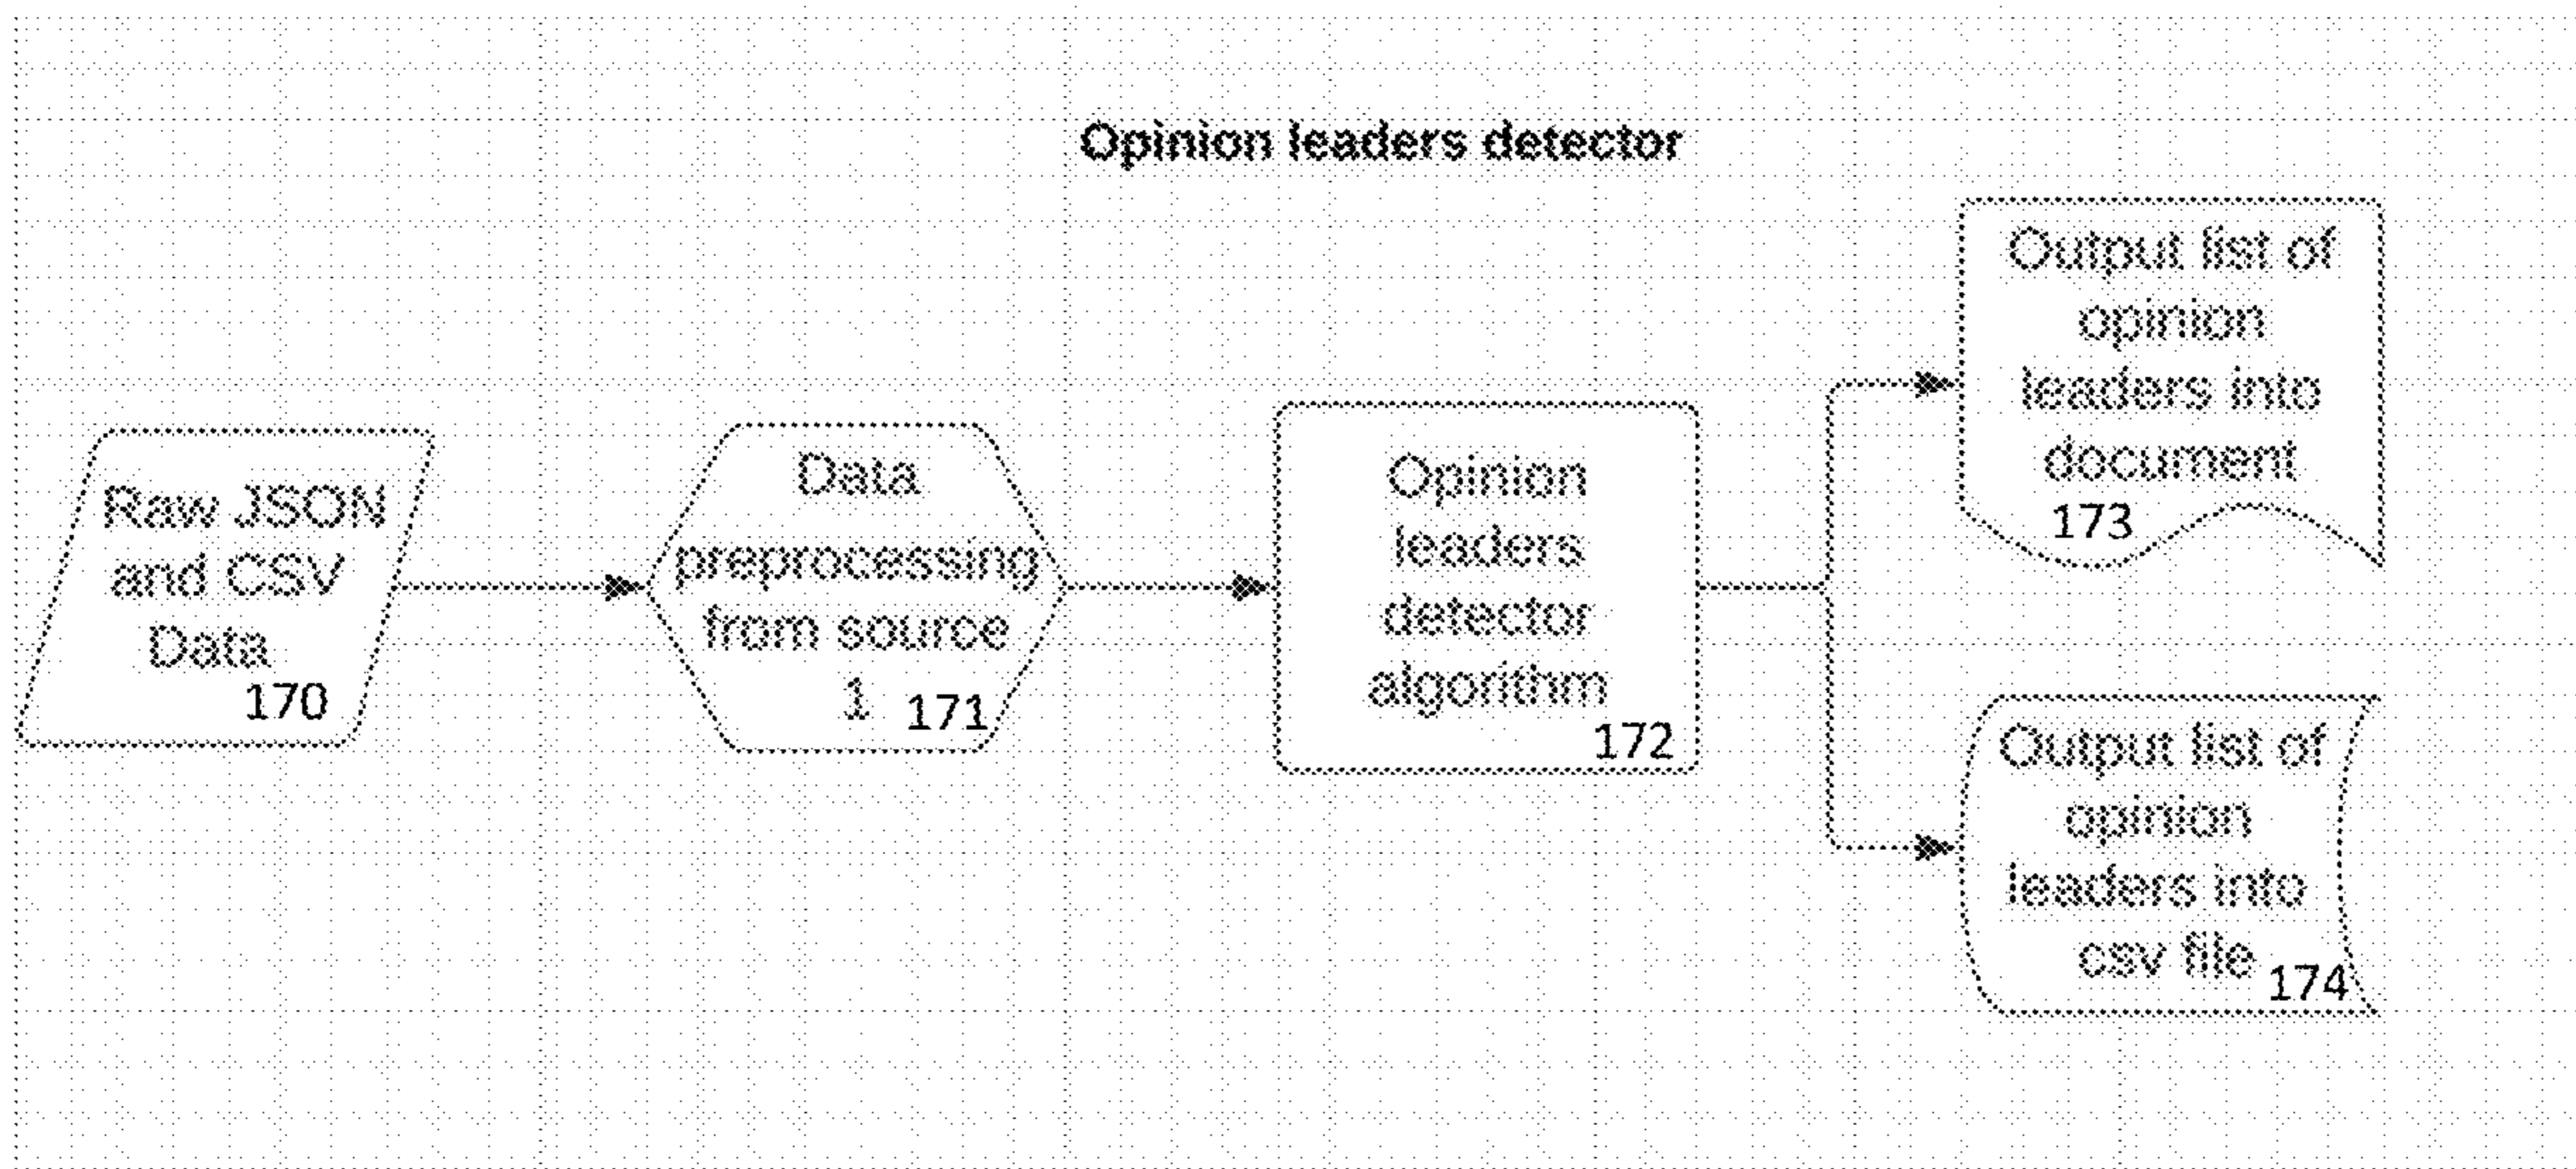 Opinion leaders detector
Raw JSON
and CSV
Data
170
Data
preprocessing
from source
1 171
Opinion
leaders
detector
algorithm
172
Output list of
opinion
leaders into
document
173
Output list of
opinion
leaders into
csv file 174